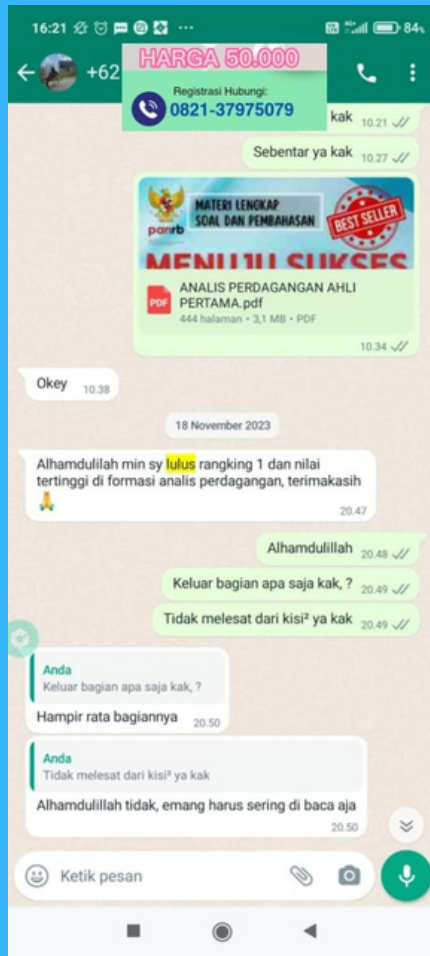 16:21
84%
+62
HARGA 50.000
Registrasi Hubungi:
0821-37975079
kak 10.21
Sebentar ya kak 10.27
panrb
MATERI LENGKAP
SOAL DAN PEMBAHASAN
BEST SELLER
MENUJU SUKSES
PDF
ANALIS PERDAGANGAN AHLI
PERTAMA.pdf
444 halaman • 3,1 MB • PDF
10.34
Okey 10.38
18 November 2023
Alhamdulilah min sy lulus rangking 1 dan nilai
tertinggi di formasi analis perdagangan, terimakasih
🙏
20.47
Alhamdulillah 20.48
Keluar bagian apa saja kak, ? 20.49
Tidak melesat dari kisi² ya kak 20.49
Anda
Keluar bagian apa saja kak, ?
Hampir rata bagiannya 20.50
Anda
Tidak melesat dari kisi² ya kak
Alhamdulillah tidak, emang harus sering di baca aja
20.50
Ketik pesan